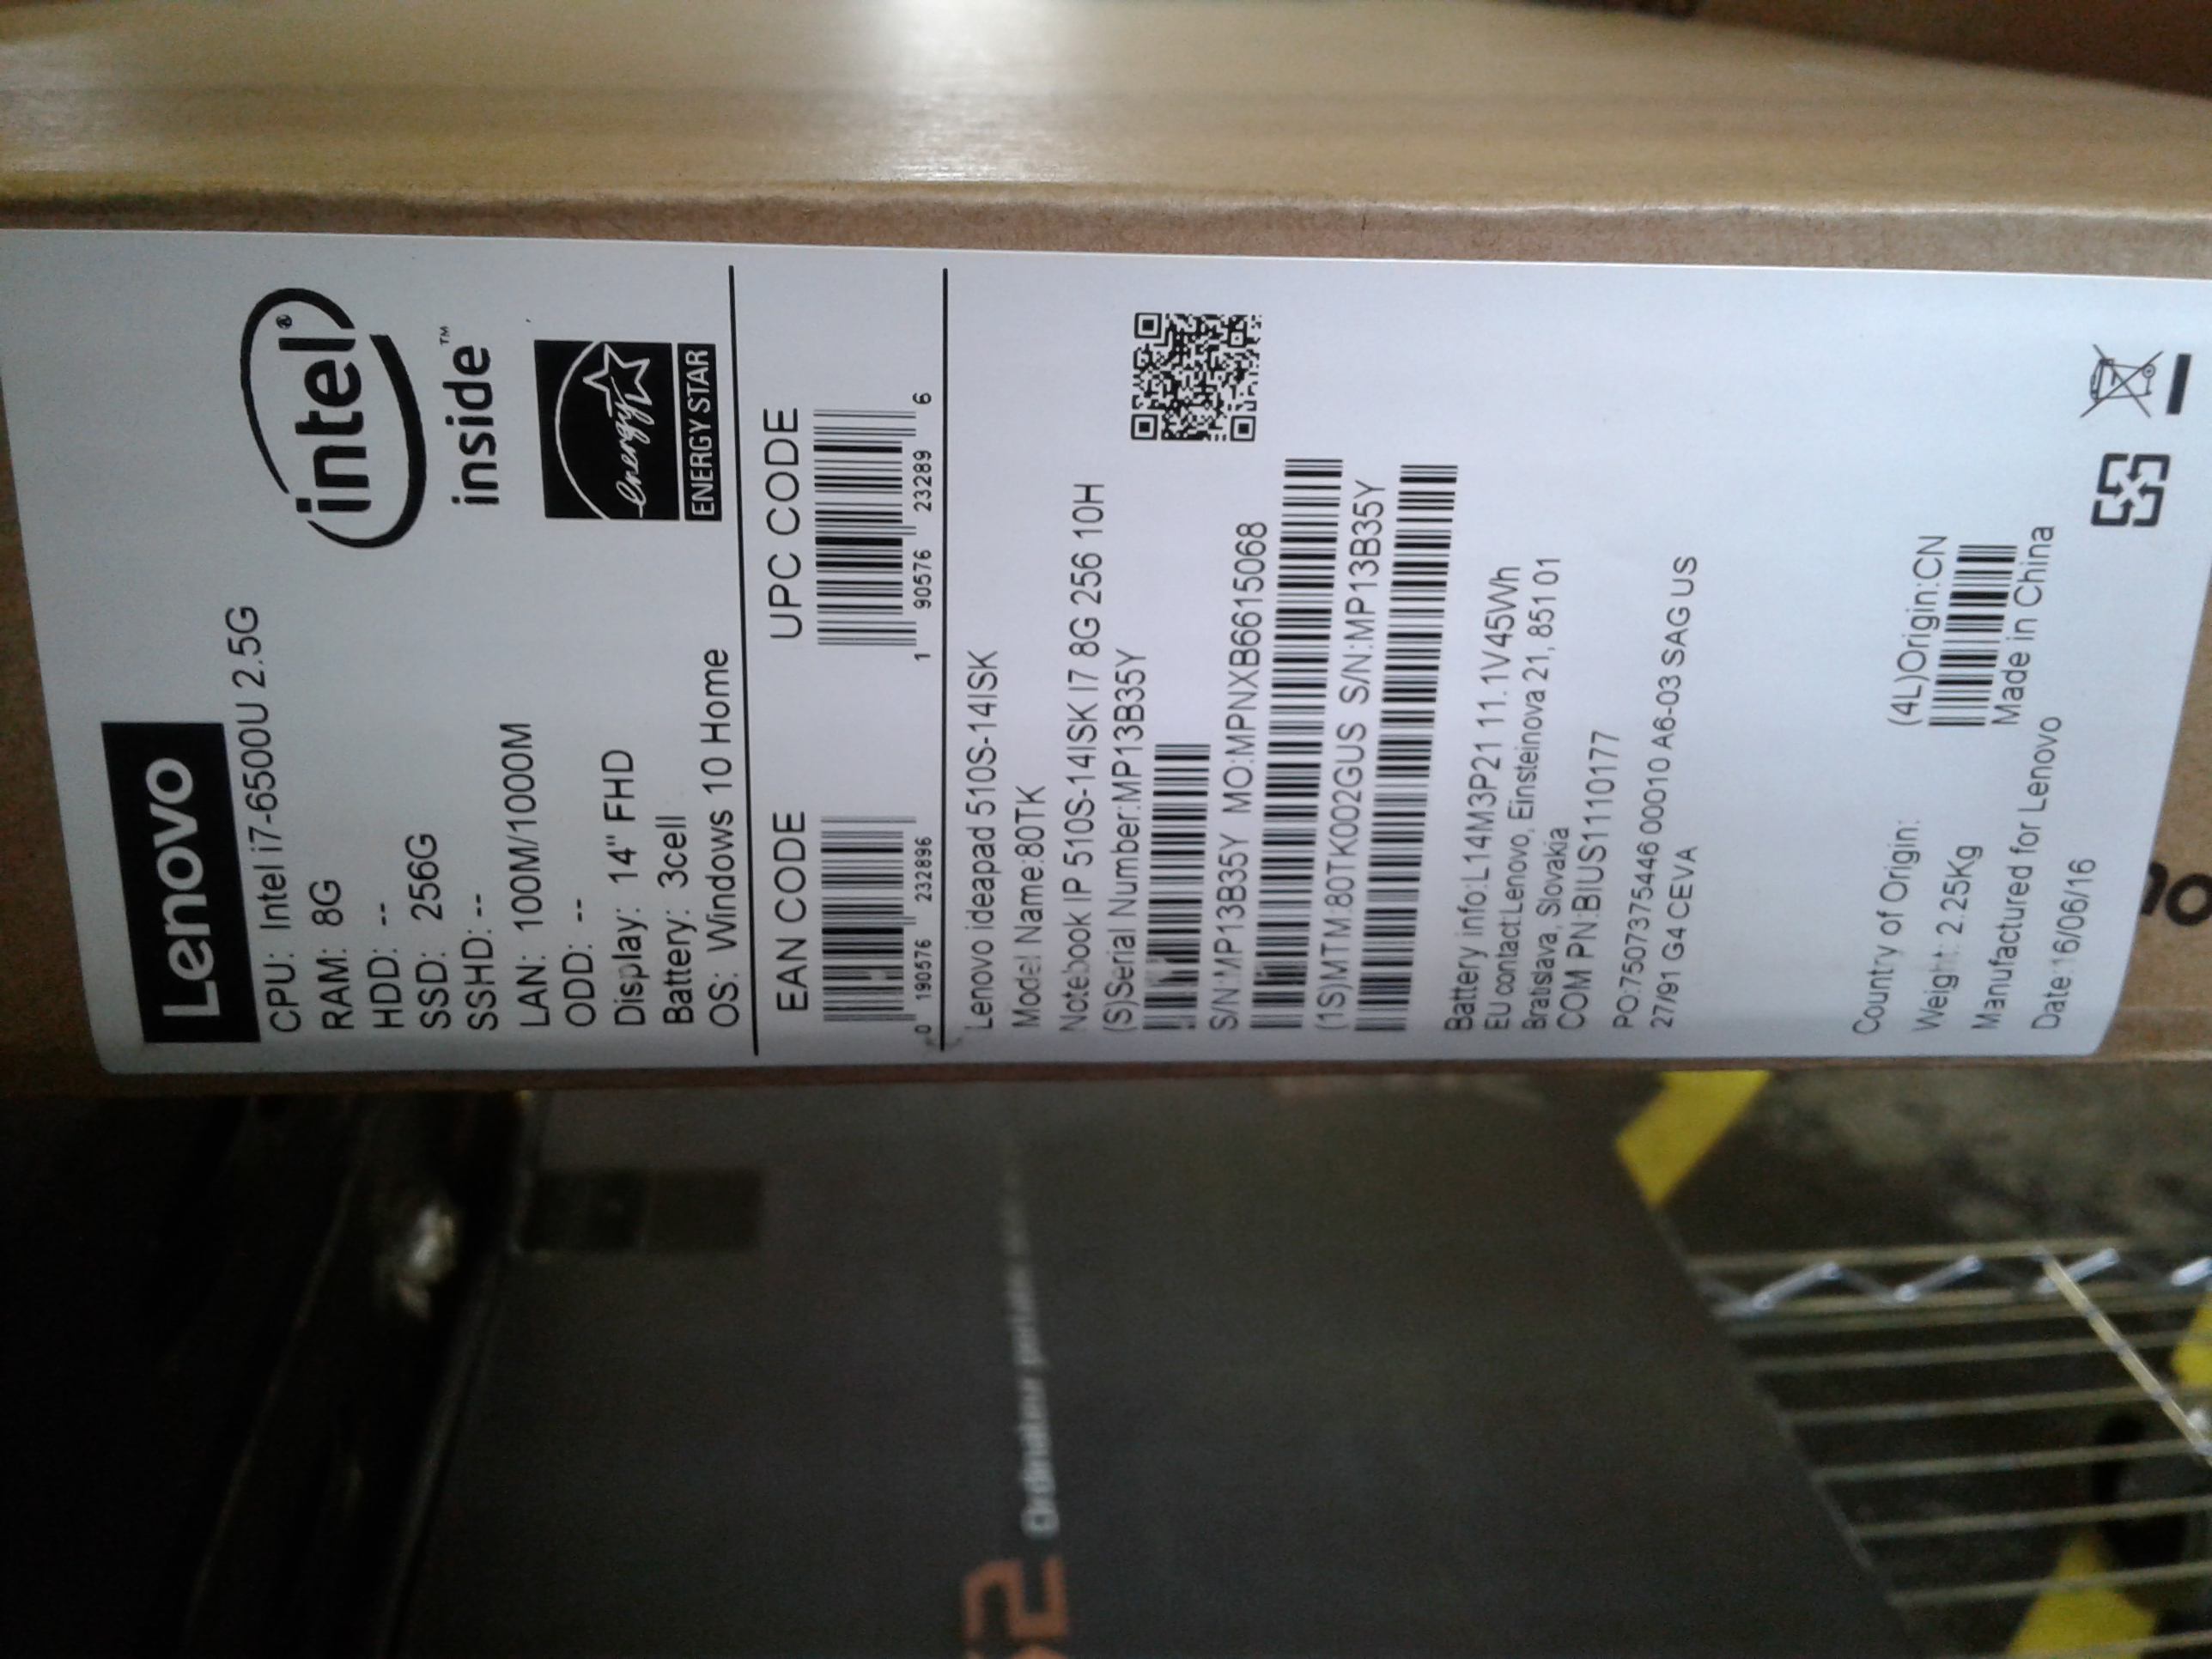 Lenovo
CPU: Intel i7-6500U 2.5G
RAM: 8G
HDD: --
SSD: 256G
SSHD: --
LAN: 100M/1000M
ODD: --
Display: 14" FHD
Battery: 3cell
OS: Windows 10 Home
intel®
inside™
energy
ENERGY STAR
EAN CODE
0 190576 232896
UPC CODE
1 90576 23289 6
Lenovo ideapad 510S-14ISK
Model Name:80TK
Notebook IP 510S-14ISK I7 8G 256 10H
(S)Serial Number:MP13B35Y
S/N:MP13B35Y MO:MPNXB6615068
(1S)MTM:80TK002GUS S/N:MP13B35Y
Battery info:L14M3P21 11.1V45Wh
EU contact:Lenovo, Einsteinova 21, 851 01
Bratislava, Slovakia
COM PN:BIUS1110177
PO:7507375446 00010 A6-03 SAG US
27/91 G4 CEVA
Country of Origin:
(4L)Origin:CN
Weight: 2.25Kg
Made in China
Manufactured for Lenovo
Date:16/06/16
Ordinateur